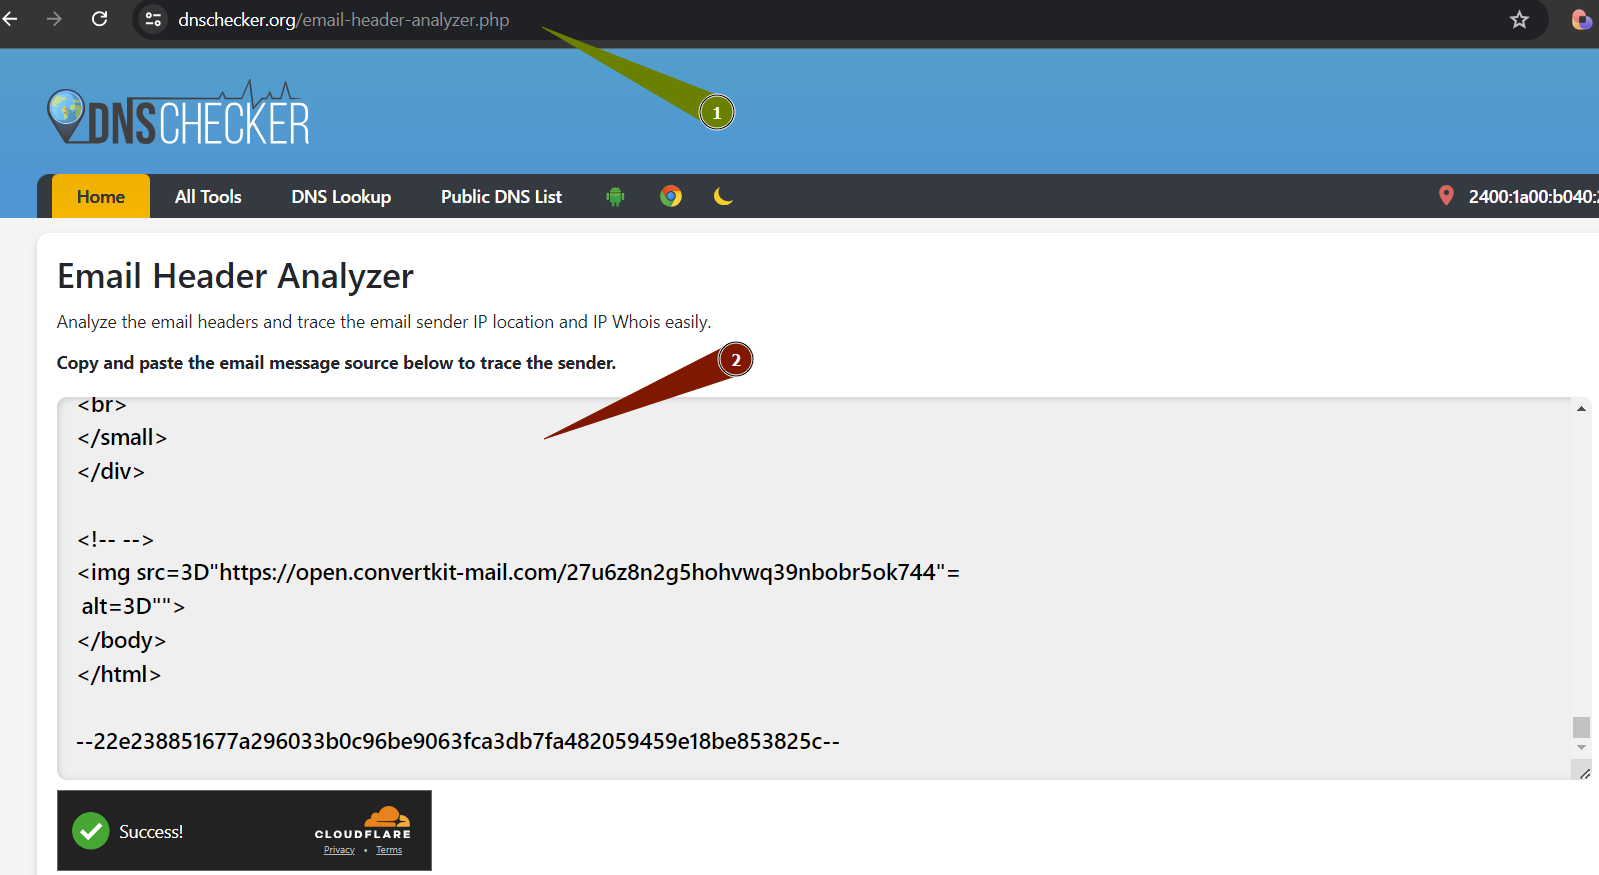 dnschecker.org/email-header-analyzer.php
1
DNSCHECKER
Home All Tools DNS Lookup Public DNS List 2400:1a00:b040:
Email Header Analyzer
Analyze the email headers and trace the email sender IP location and IP Whois easily.
2
Copy and paste the email message source below to trace the sender.
<br>
</small>
</div>
<!-- -->
<img src=3D"https://open.convertkit-mail.com/27u6z8n2g5hohvwq39nbobr5ok744"=
alt=3D"">
</body>
</html>
--22e238851677a296033b0c96be9063fca3db7fa482059459e18be853825c--
Success!
CLOUDFLARE
Privacy • Terms